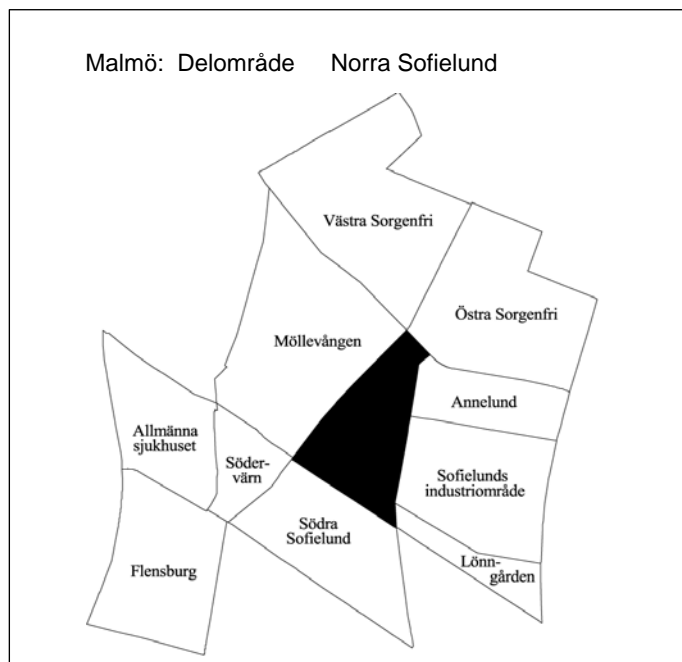 Malmö: Delområde Norra Sofielund
Västra Sorgenfri
Östra Sorgenfri
Möllevången
Annelund
Allmänna
sjukhuset
Söder-
värn
Sofielunds
industriområde
Södra
Sofielund
Lönn-
gården
Flensburg